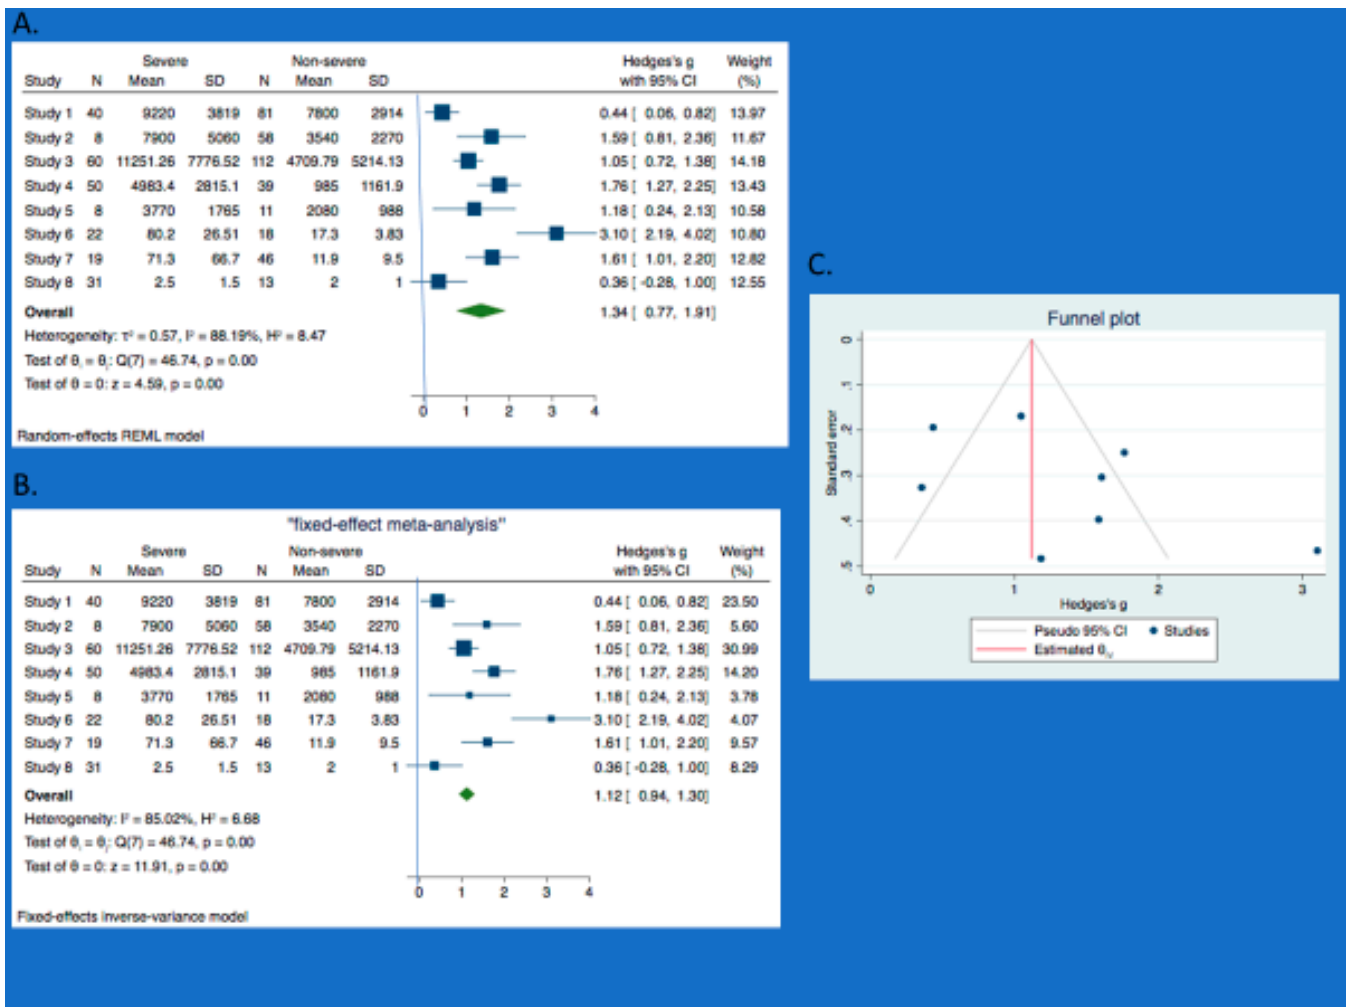 A.
Severe Non-severe Hedges's g Weight
Study N Mean SD N Mean SD with 95% CI (%)
Study 1 40 9220 3819 81 7800 2914 0.44 [ 0.06, 0.82] 13.97
Study 2 8 7900 5060 58 3540 2270 1.59 [ 0.81, 2.36] 11.67
Study 3 60 11251.26 7776.52 112 4709.79 5214.13 1.05 [ 0.72, 1.38] 14.18
Study 4 50 4983.4 2815.1 39 985 1161.9 1.76 [ 1.27, 2.25] 13.43
Study 5 8 3770 1765 11 2080 988 1.18 [ 0.24, 2.13] 10.58
Study 6 22 80.2 26.51 18 17.3 3.83 3.10 [ 2.19, 4.02] 10.80
Study 7 19 71.3 66.7 46 11.9 9.5 1.61 [ 1.01, 2.20] 12.82
Study 8 31 2.5 1.5 13 2 1 0.36 [ -0.28, 1.00] 12.55
Overall 1.34 [ 0.77, 1.91]
Heterogeneity: τ² = 0.57, I² = 88.19%, H² = 8.47
Test of θᵢ = θⱼ: Q(7) = 46.74, p = 0.00
Test of θ = 0: z = 4.59, p = 0.00
0 1 2 3 4
Random-effects REML model
B.
"fixed-effect meta-analysis"
Severe Non-severe Hedges's g Weight
Study N Mean SD N Mean SD with 95% CI (%)
Study 1 40 9220 3819 81 7800 2914 0.44 [ 0.06, 0.82] 23.50
Study 2 8 7900 5060 58 3540 2270 1.59 [ 0.81, 2.36] 5.60
Study 3 60 11251.26 7776.52 112 4709.79 5214.13 1.05 [ 0.72, 1.38] 30.99
Study 4 50 4983.4 2815.1 39 985 1161.9 1.76 [ 1.27, 2.25] 14.20
Study 5 8 3770 1765 11 2080 988 1.18 [ 0.24, 2.13] 3.78
Study 6 22 80.2 26.51 18 17.3 3.83 3.10 [ 2.19, 4.02] 4.07
Study 7 19 71.3 66.7 46 11.9 9.5 1.61 [ 1.01, 2.20] 9.57
Study 8 31 2.5 1.5 13 2 1 0.36 [ -0.28, 1.00] 8.29
Overall 1.12 [ 0.94, 1.30]
Heterogeneity: I² = 85.02%, H² = 6.68
Test of θᵢ = θⱼ: Q(7) = 46.74, p = 0.00
Test of θ = 0: z = 11.91, p = 0.00
0 1 2 3 4
Fixed-effects inverse-variance model
C.
Funnel plot
Standard error
0
.1
.2
.3
.4
.5
0 1 2 3
Hedges's g
Pseudo 95% CI Studies
Estimated θ_IV